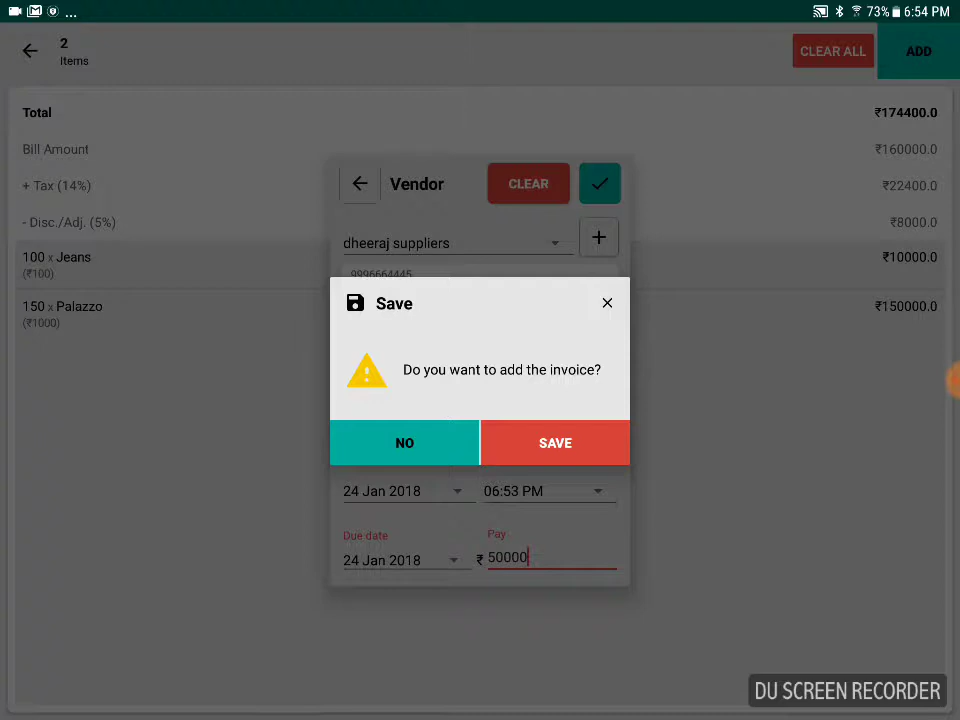 ... 73% 6:54 PM
2
Items
CLEAR ALL
ADD
Total ₹174400.0
Bill Amount ₹160000.0
+ Tax (14%) ₹22400.0
- Disc./Adj. (5%) ₹8000.0
100 x Jeans ₹10000.0
(₹100)
150 x Palazzo ₹150000.0
(₹1000)
Vendor CLEAR
dheeraj suppliers +
9996664445
Save
Do you want to add the invoice?
NO SAVE
24 Jan 2018 06:53 PM
Due date Pay
24 Jan 2018 ₹ 50000
DU SCREEN RECORDER